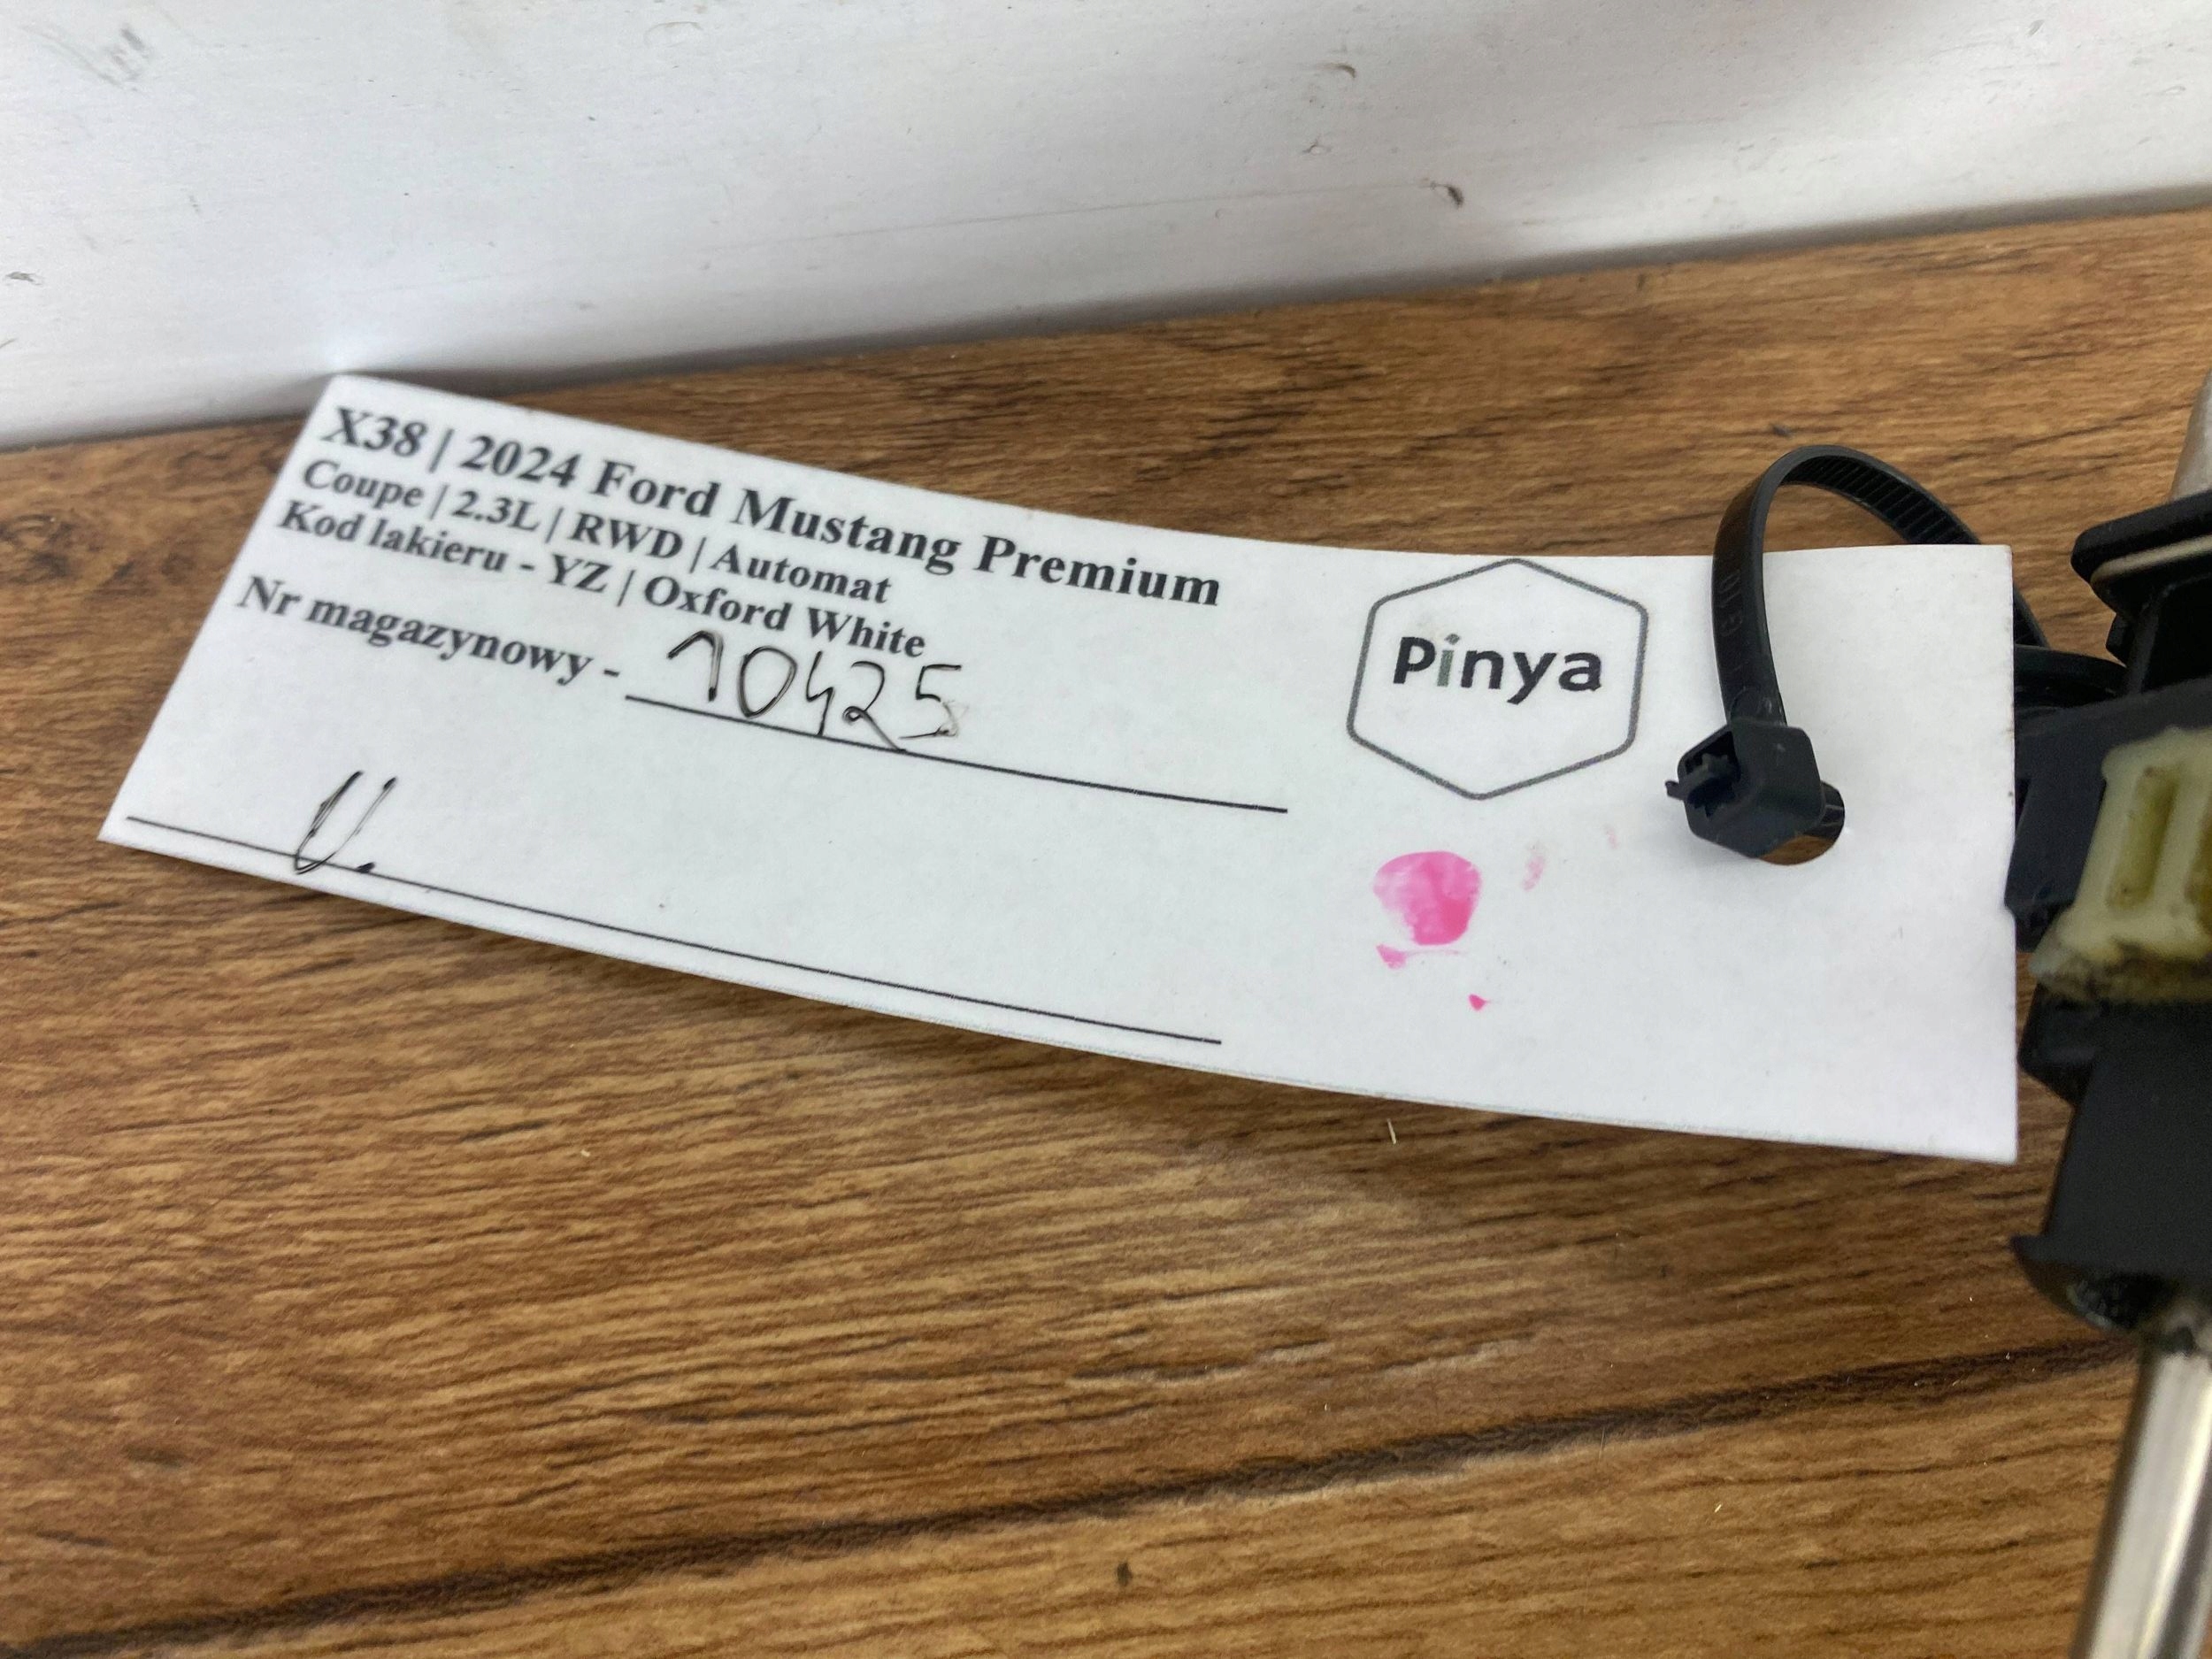 X38 | 2024 Ford Mustang Premium
Coupe | 2.3L | RWD | Automat
Kod lakieru - YZ | Oxford White
Nr magazynowy - 10425
U.
Pinya